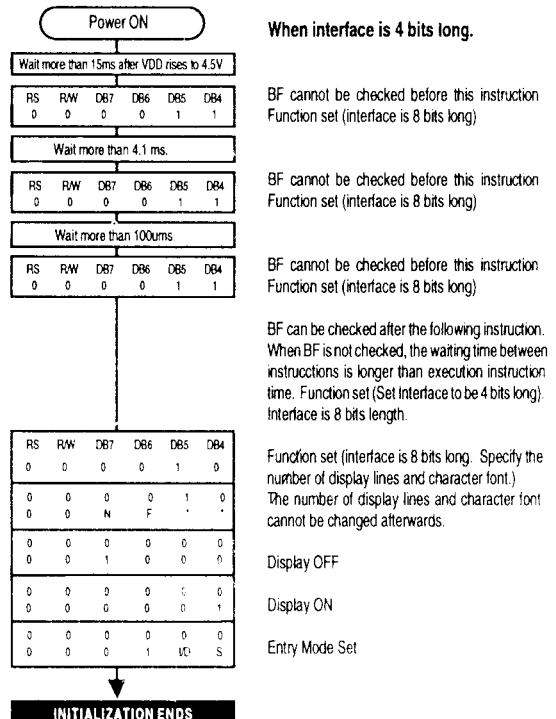 Power ON
When interface is 4 bits long.
Wait more than 15ms after VDD rises to 4.5V
RS R/W DB7 DB6 DB5 DB4
0 0 0 0 1 1
BF cannot be checked before this instruction
Function set (interface is 8 bits long)
Wait more than 4.1 ms.
RS R/W DB7 DB6 DB5 DB4
0 0 0 0 1 1
BF cannot be checked before this instruction
Function set (interface is 8 bits long)
Wait more than 100ums
RS R/W DB7 DB6 DB5 DB4
0 0 0 0 1 1
BF cannot be checked before this instruction
Function set (interface is 8 bits long)
BF can be checked after the following instruction.
When BF is not checked, the waiting time between
instrucctions is longer than execution instruction
time. Function set (Set Interface to be 4 bits long).
Interface is 8 bits length.
RS R/W DB7 DB6 DB5 DB4
0 0 0 0 1 0
0 0 0 0 1 0
0 0 N F * *
Function set (interface is 8 bits long. Specify the
number of display lines and character font.)
The number of display lines and character font
cannot be changed afterwards.
0 0 0 0 0 0
0 0 1 0 0 0
Display OFF
0 0 0 0 0
0 0 0 0 0 1
Display ON
0 0 0 0 0 0
0 0 0 1 I/D S
Entry Mode Set
INITIALIZATION ENDS